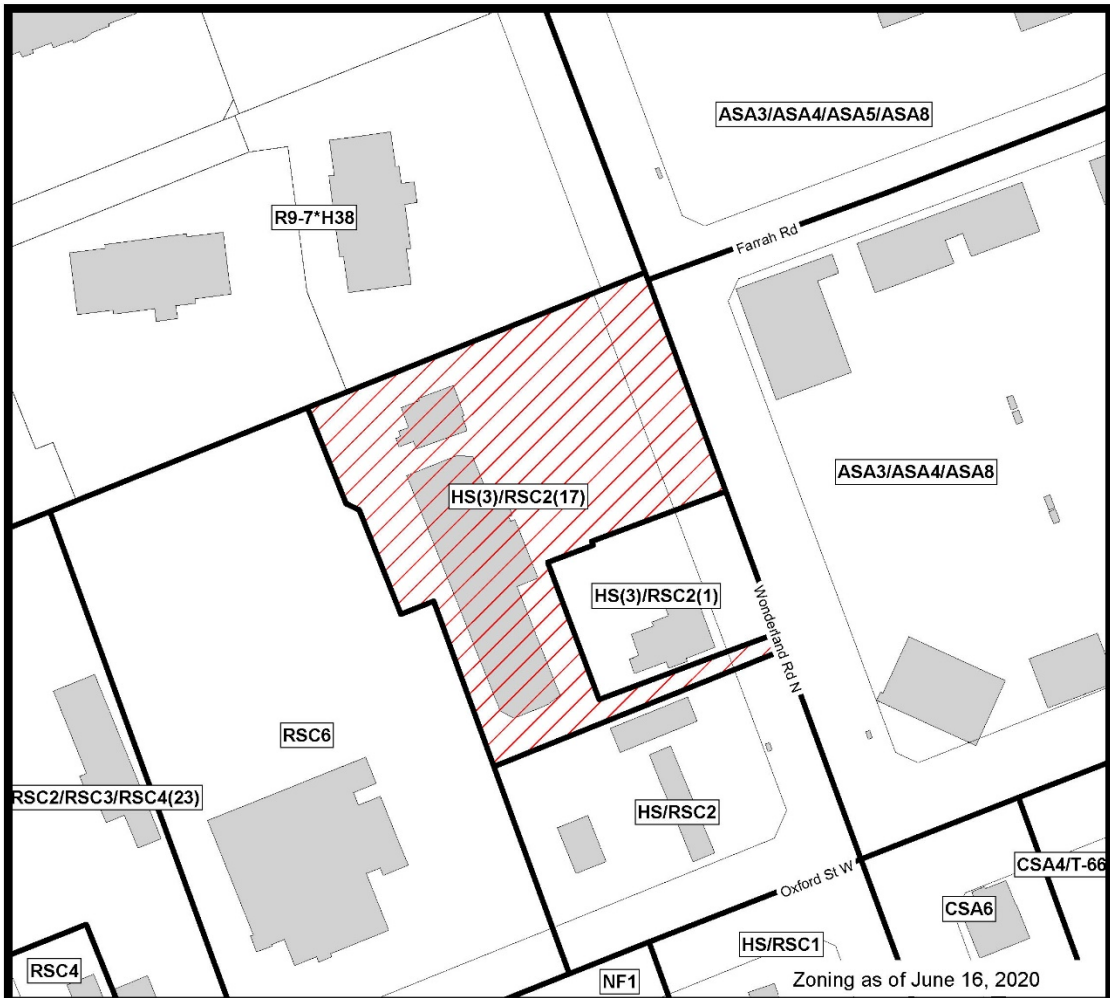 ASA3/ASA4/ASA5/ASA8
R9-7*H38
Farrah Rd
ASA3/ASA4/ASA8
HS(3)/RSC2(17)
HS(3)/RSC2(1)
Wonderland Rd N
RSC6
RSC2/RSC3/RSC4(23)
HS/RSC2
CSA4/T-66
Oxford St W
CSA6
HS/RSC1
RSC4
NF1
Zoning as of June 16, 2020